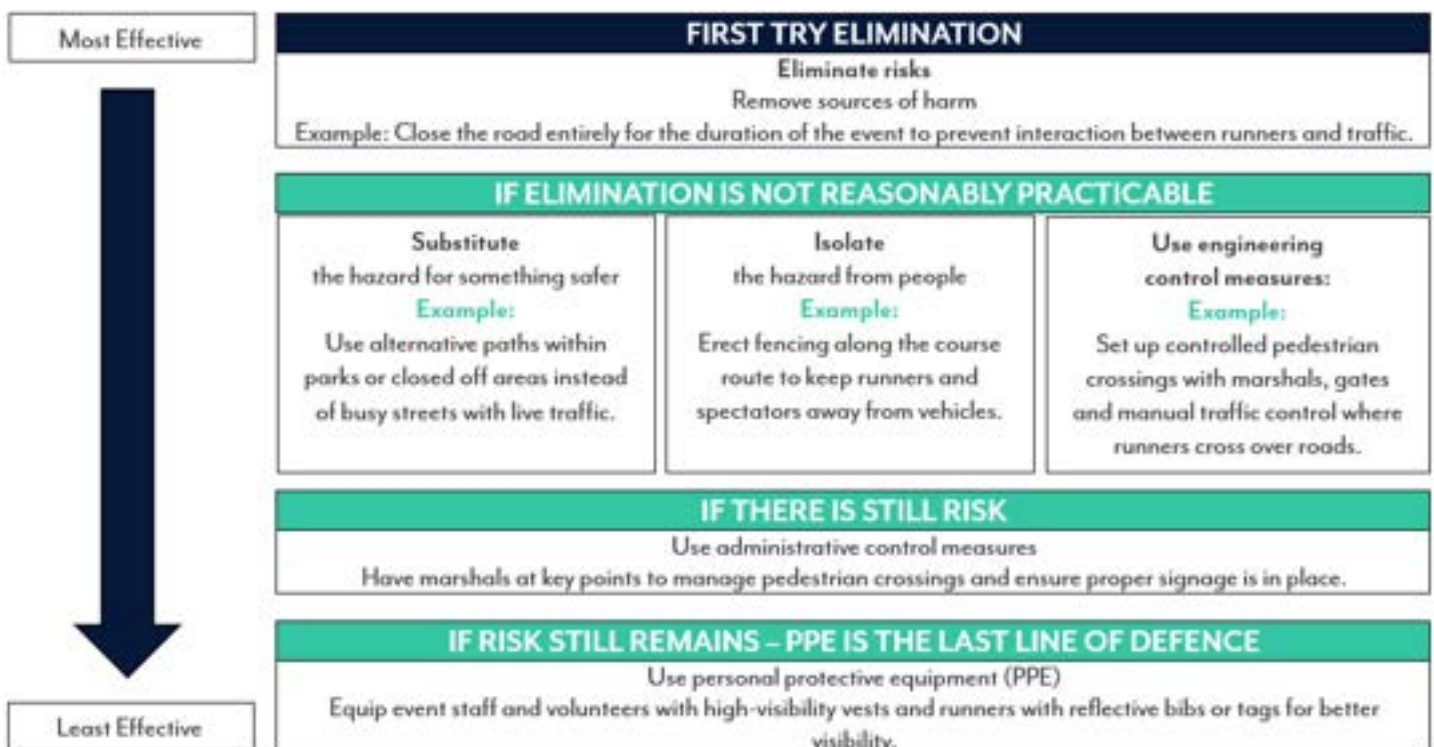 Most Effective
FIRST TRY ELIMINATION
Eliminate risks
Remove sources of harm
Example: Close the road entirely for the duration of the event to prevent interaction between runners and traffic.
IF ELIMINATION IS NOT REASONABLY PRACTICABLE
Substitute
the hazard for something safer
Example:
Use alternative paths within
parks or closed off areas instead
of busy streets with live traffic.
Isolate
the hazard from people
Example:
Erect fencing along the course
route to keep runners and
spectators away from vehicles.
Use engineering
control measures:
Example:
Set up controlled pedestrian
crossings with marshals, gates
and manual traffic control where
runners cross over roads.
IF THERE IS STILL RISK
Use administrative control measures
Have marshals at key points to manage pedestrian crossings and ensure proper signage is in place.
IF RISK STILL REMAINS – PPE IS THE LAST LINE OF DEFENCE
Use personal protective equipment (PPE)
Equip event staff and volunteers with high-visibility vests and runners with reflective bibs or tags for better
visibility.
Least Effective